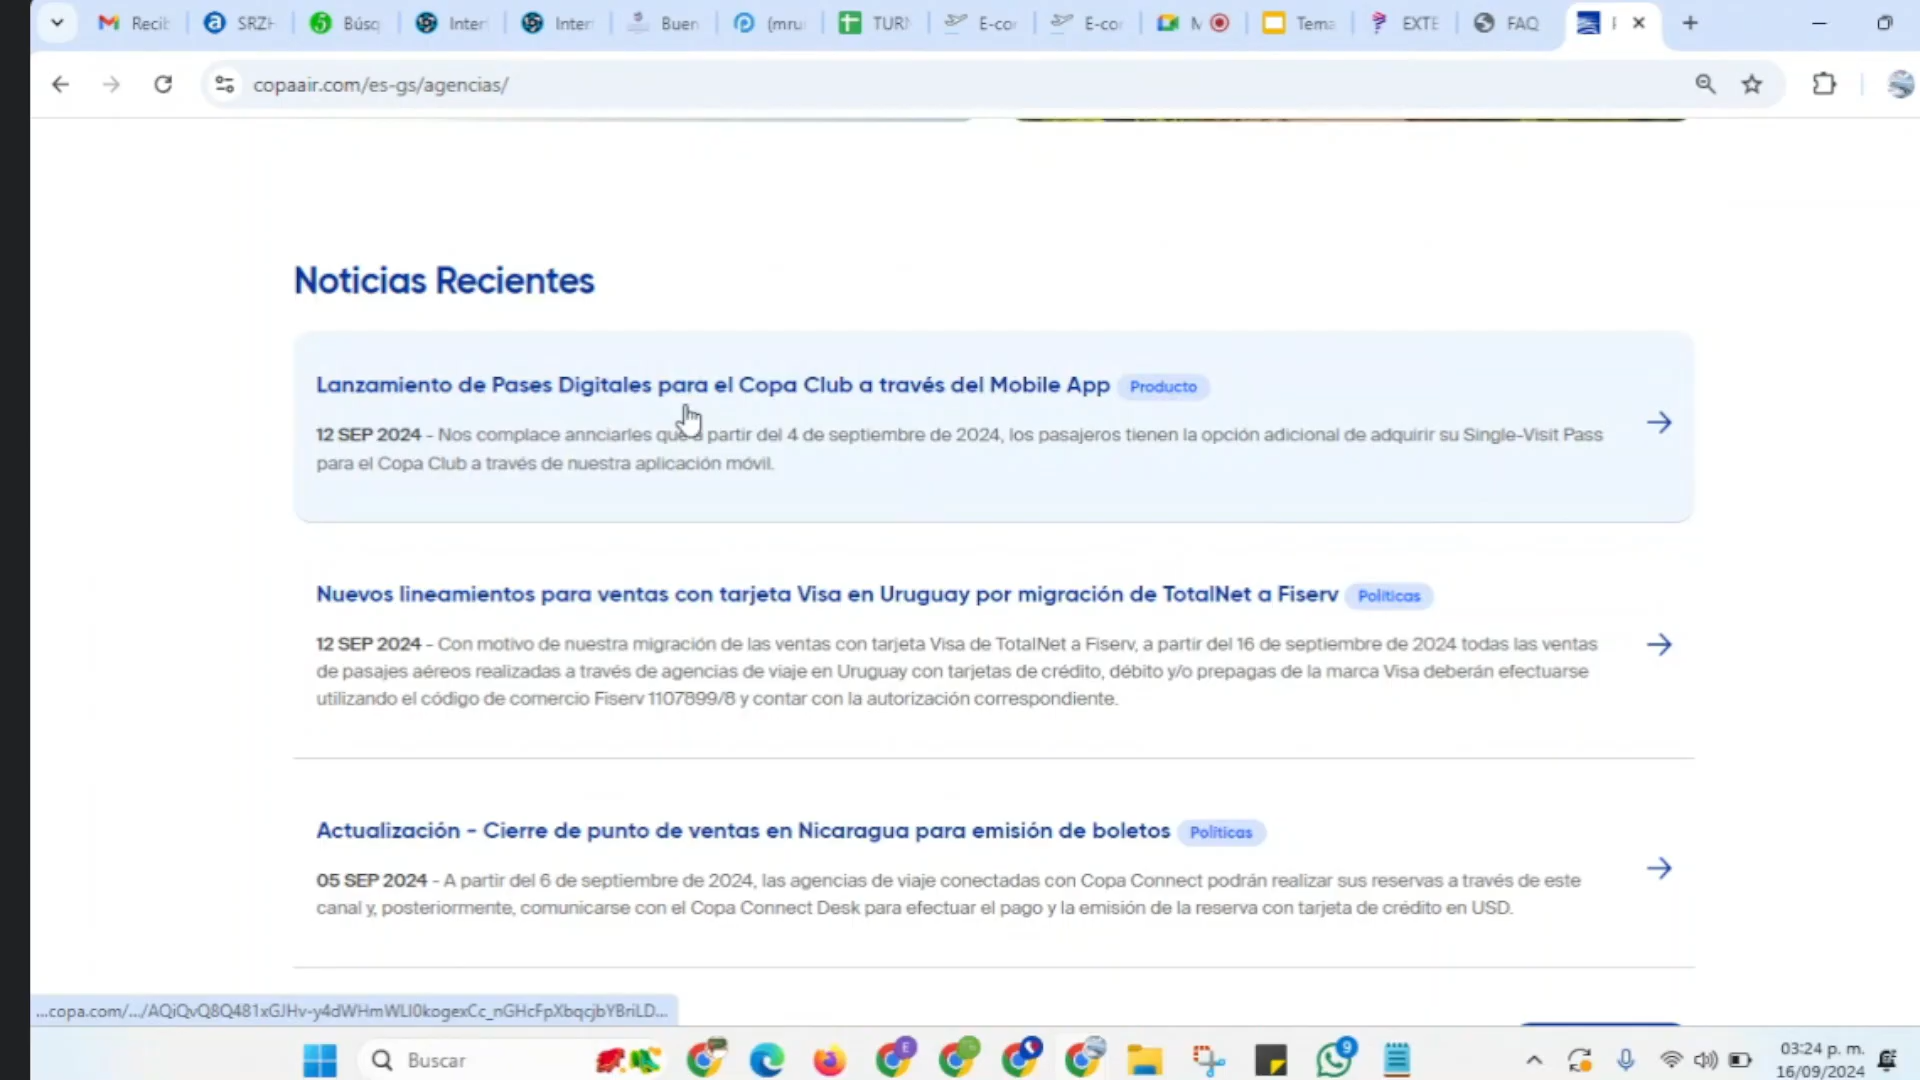 Recib
SRZH
Búsq
Inter
Inter
Buen
(mru
TURN
E-cor
E-cor
M
Tema
EXTE
FAQ
copaair.com/es-gs/agencias/
Noticias Recientes
Lanzamiento de Pases Digitales para el Copa Club a través del Mobile App Producto
12 SEP 2024 - Nos complace annciarles que a partir del 4 de septiembre de 2024, los pasajeros tienen la opción adicional de adquirir su Single-Visit Pass
para el Copa Club a través de nuestra aplicación móvil.
Nuevos lineamientos para ventas con tarjeta Visa en Uruguay por migración de TotalNet a Fiserv Políticas
12 SEP 2024 - Con motivo de nuestra migración de las ventas con tarjeta Visa de TotalNet a Fiserv, a partir del 16 de septiembre de 2024 todas las ventas
de pasajes aéreos realizadas a través de agencias de viaje en Uruguay con tarjetas de crédito, débito y/o prepagas de la marca Visa deberán efectuarse
utilizando el código de comercio Fiserv 1107899/8 y contar con la autorización correspondiente.
Actualización - Cierre de punto de ventas en Nicaragua para emisión de boletos Políticas
05 SEP 2024 - A partir del 6 de septiembre de 2024, las agencias de viaje conectadas con Copa Connect podrán realizar sus reservas a través de este
canal y, posteriormente, comunicarse con el Copa Connect Desk para efectuar el pago y la emisión de la reserva con tarjeta de crédito en USD.
Buscar
E
9
03:24 p. m.
16/09/2024